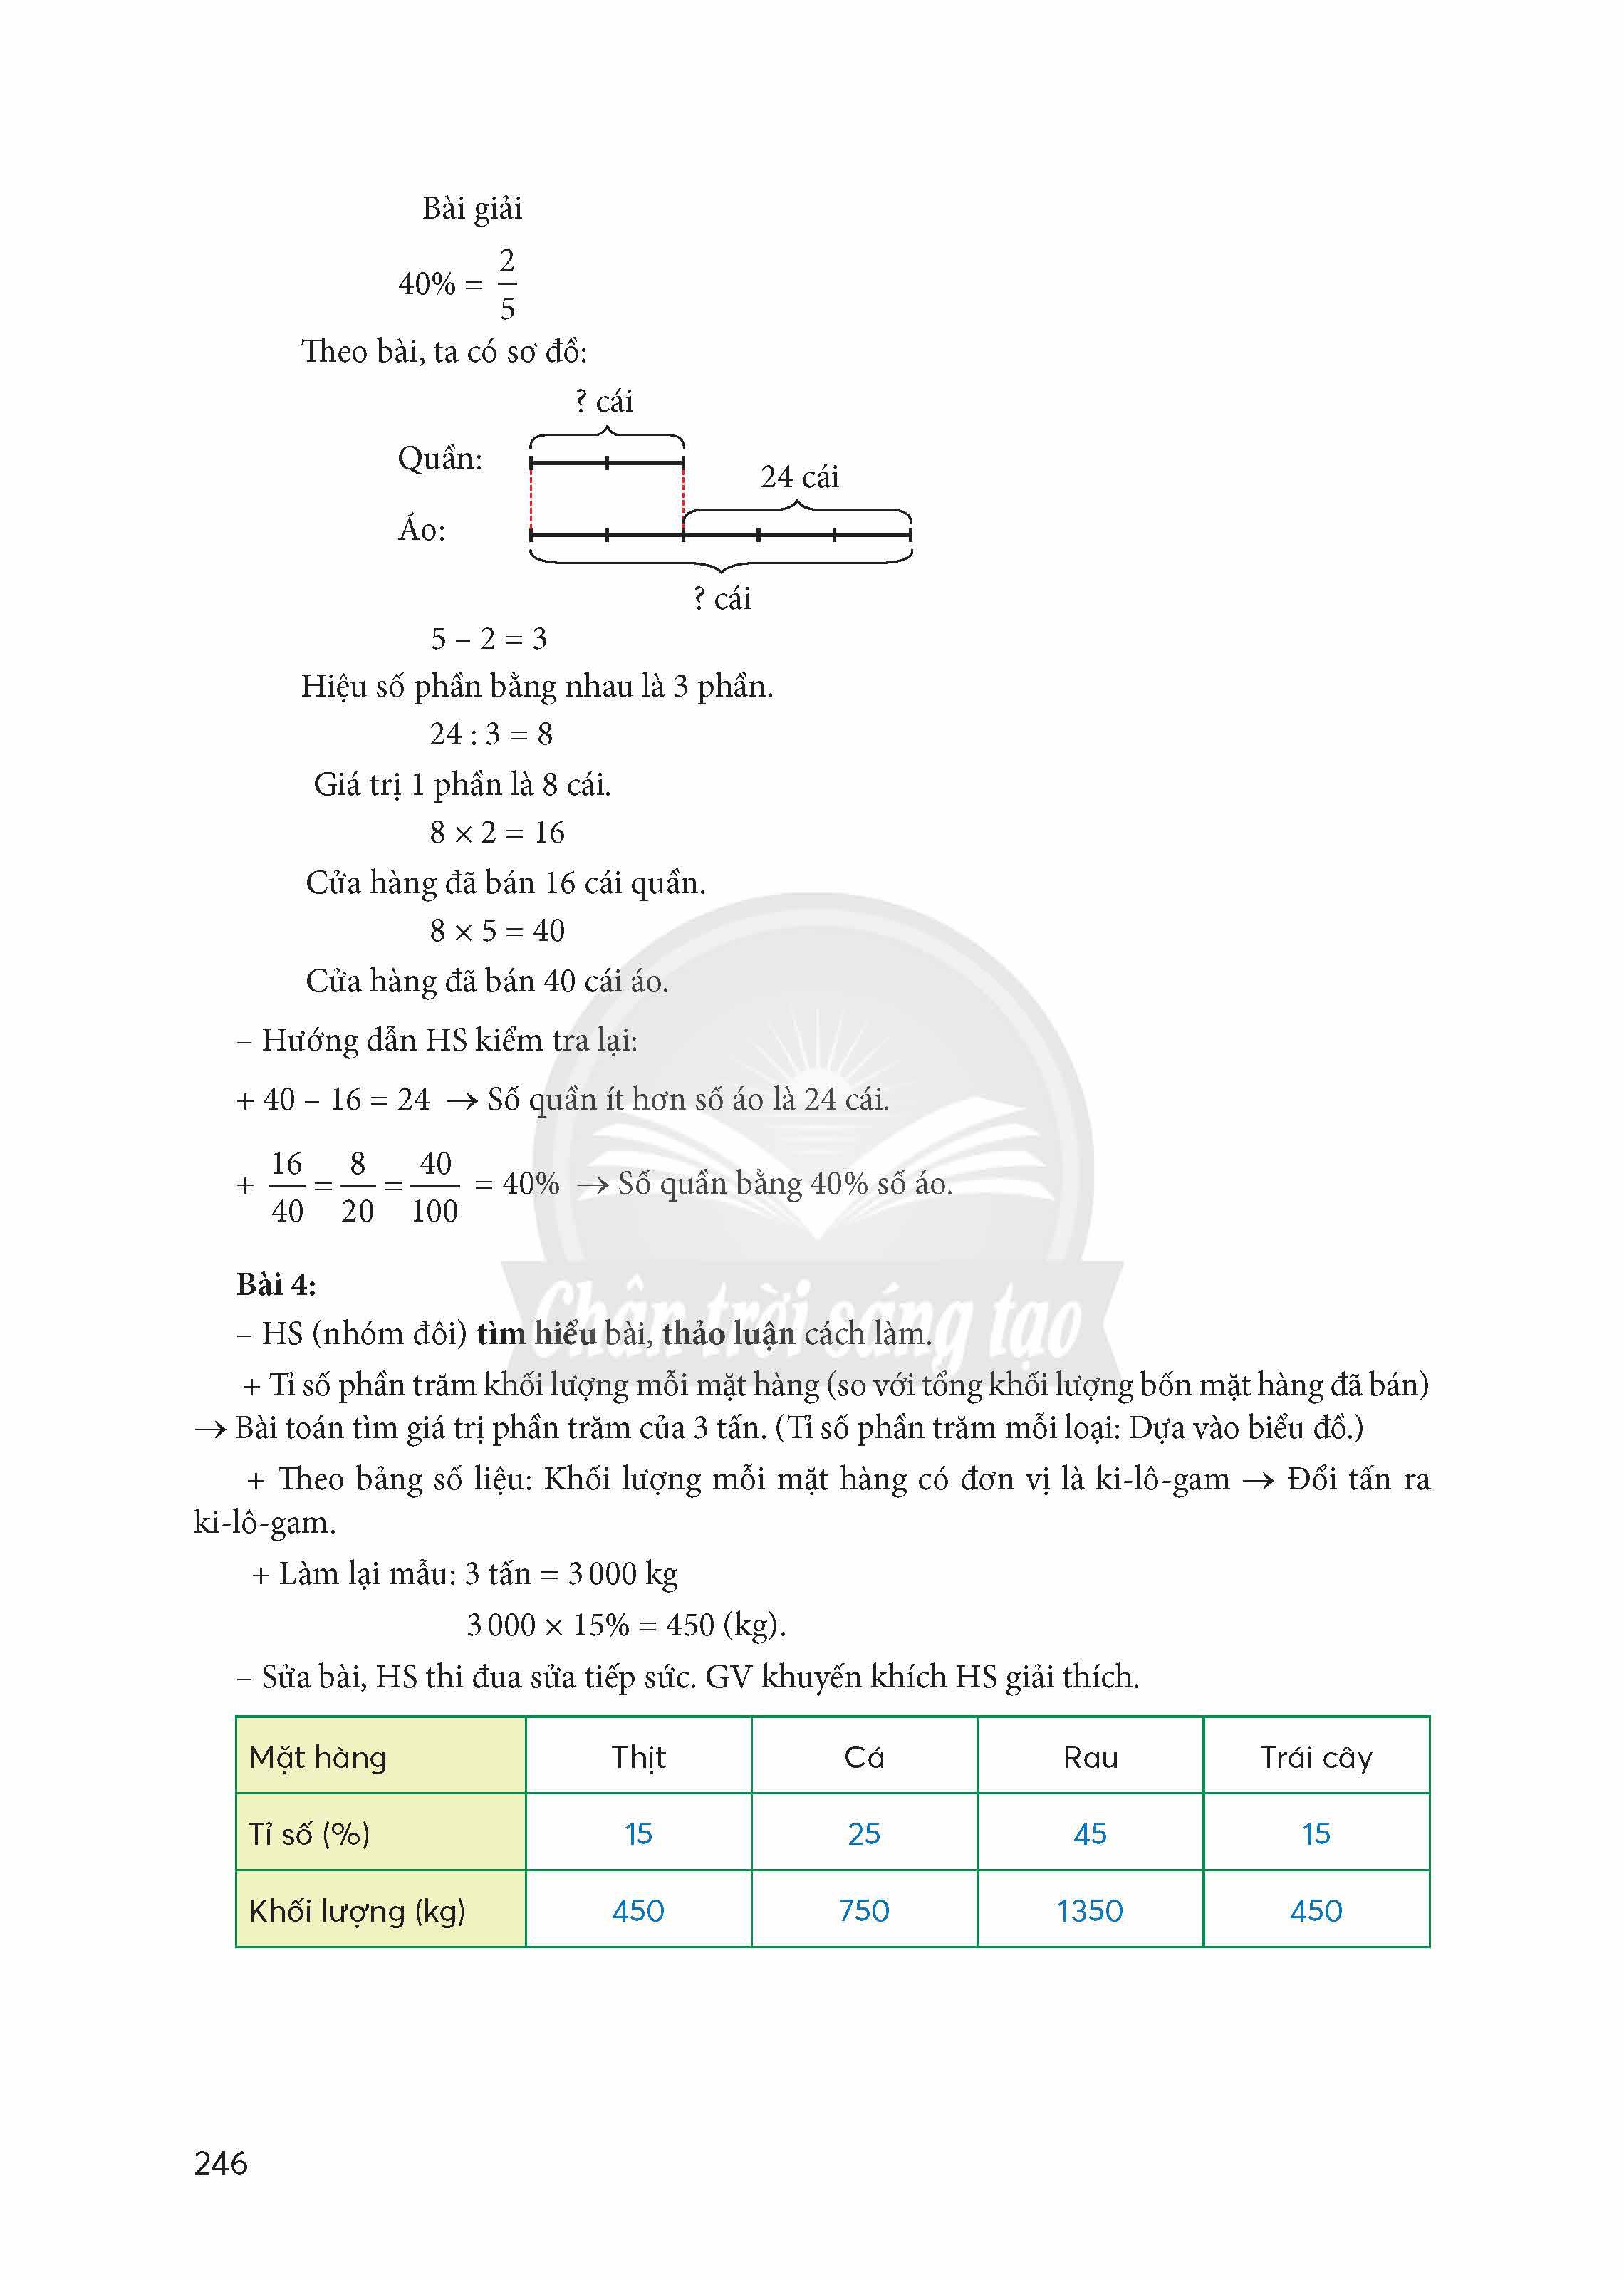 Bài giải
40% = 2/5
Theo bài, ta có sơ đồ:
? cái
Quần:
24 cái
Áo:
? cái
5 – 2 = 3
Hiệu số phần bằng nhau là 3 phần.
24 : 3 = 8
Giá trị 1 phần là 8 cái.
8 × 2 = 16
Cửa hàng đã bán 16 cái quần.
8 × 5 = 40
Cửa hàng đã bán 40 cái áo.
– Hướng dẫn HS kiểm tra lại:
+ 40 – 16 = 24 → Số quần ít hơn số áo là 24 cái.
+ 16/40 = 8/20 = 40/100 = 40% → Số quần bằng 40% số áo.
Bài 4:
Chân trời sáng tạo
– HS (nhóm đôi) tìm hiểu bài, thảo luận cách làm.
+ Tỉ số phần trăm khối lượng mỗi mặt hàng (so với tổng khối lượng bốn mặt hàng đã bán)
→ Bài toán tìm giá trị phần trăm của 3 tấn. (Tỉ số phần trăm mỗi loại: Dựa vào biểu đồ.)
+ Theo bảng số liệu: Khối lượng mỗi mặt hàng có đơn vị là ki-lô-gam → Đổi tấn ra
ki-lô-gam.
+ Làm lại mẫu: 3 tấn = 3 000 kg
3 000 × 15% = 450 (kg).
– Sửa bài, HS thi đua sửa tiếp sức. GV khuyến khích HS giải thích.
Mặt hàng Thịt Cá Rau Trái cây
Tỉ số (%) 15 25 45 15
Khối lượng (kg) 450 750 1350 450
246